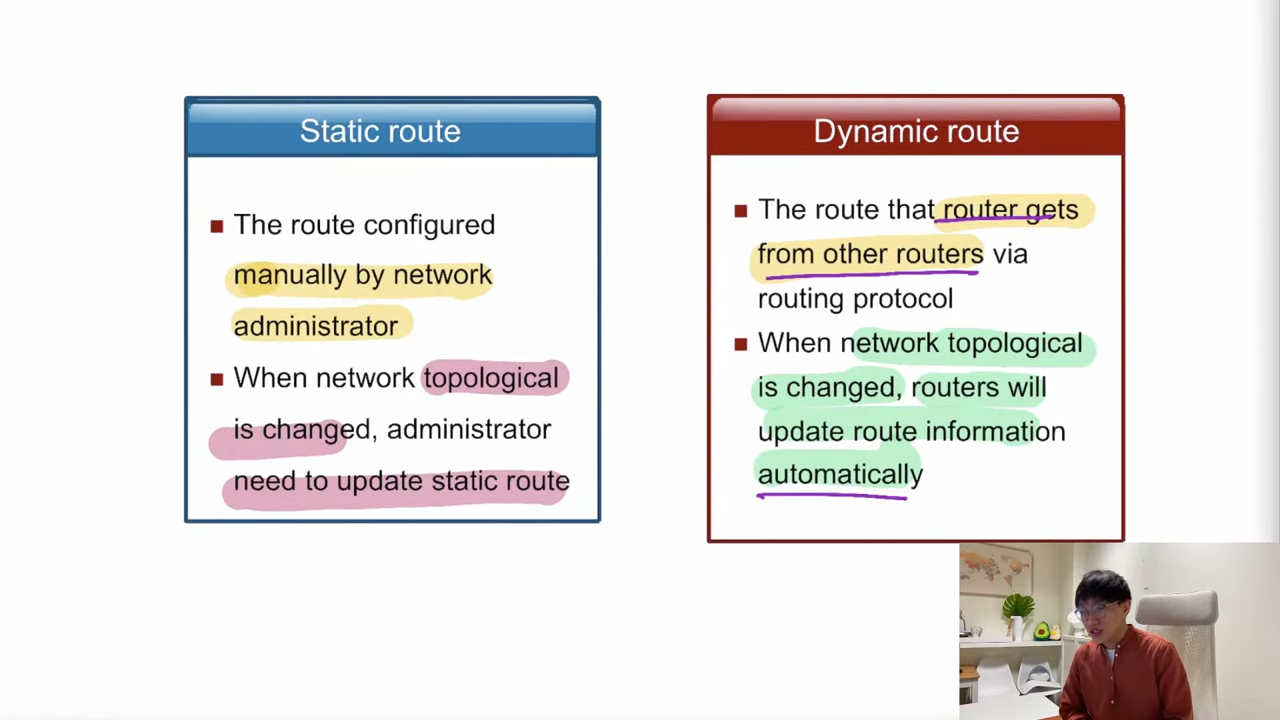 Static route
The route configured
manually by network
administrator
When network topological
is changed, administrator
need to update static route
Dynamic route
The route that router gets
from other routers via
routing protocol
When network topological
is changed, routers will
update route information
automatically